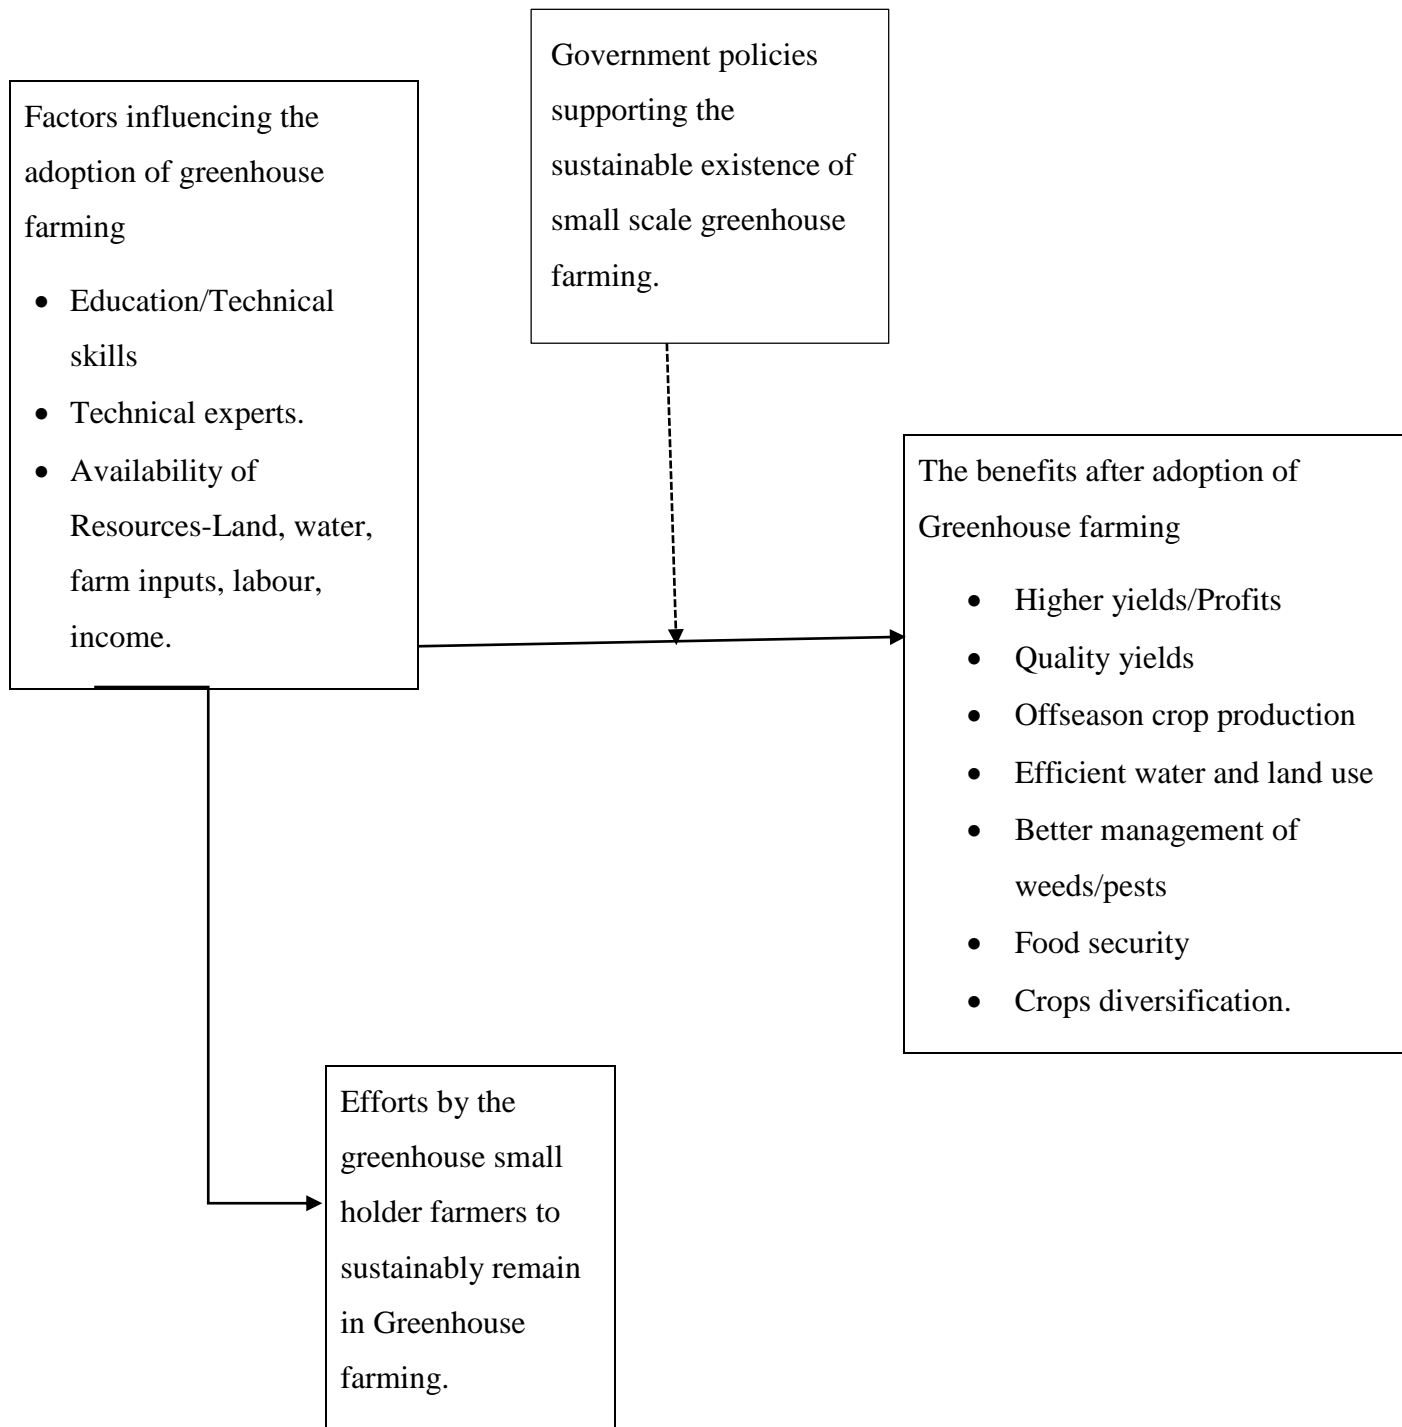 Government policies
supporting the
sustainable existence of
small scale greenhouse
farming.
Factors influencing the
adoption of greenhouse
farming
• Education/Technical
skills
• Technical experts.
• Availability of
Resources-Land, water,
farm inputs, labour,
income.
The benefits after adoption of
Greenhouse farming
• Higher yields/Profits
• Quality yields
• Offseason crop production
• Efficient water and land use
• Better management of
weeds/pests
• Food security
• Crops diversification.
Efforts by the
greenhouse small
holder farmers to
sustainably remain
in Greenhouse
farming.